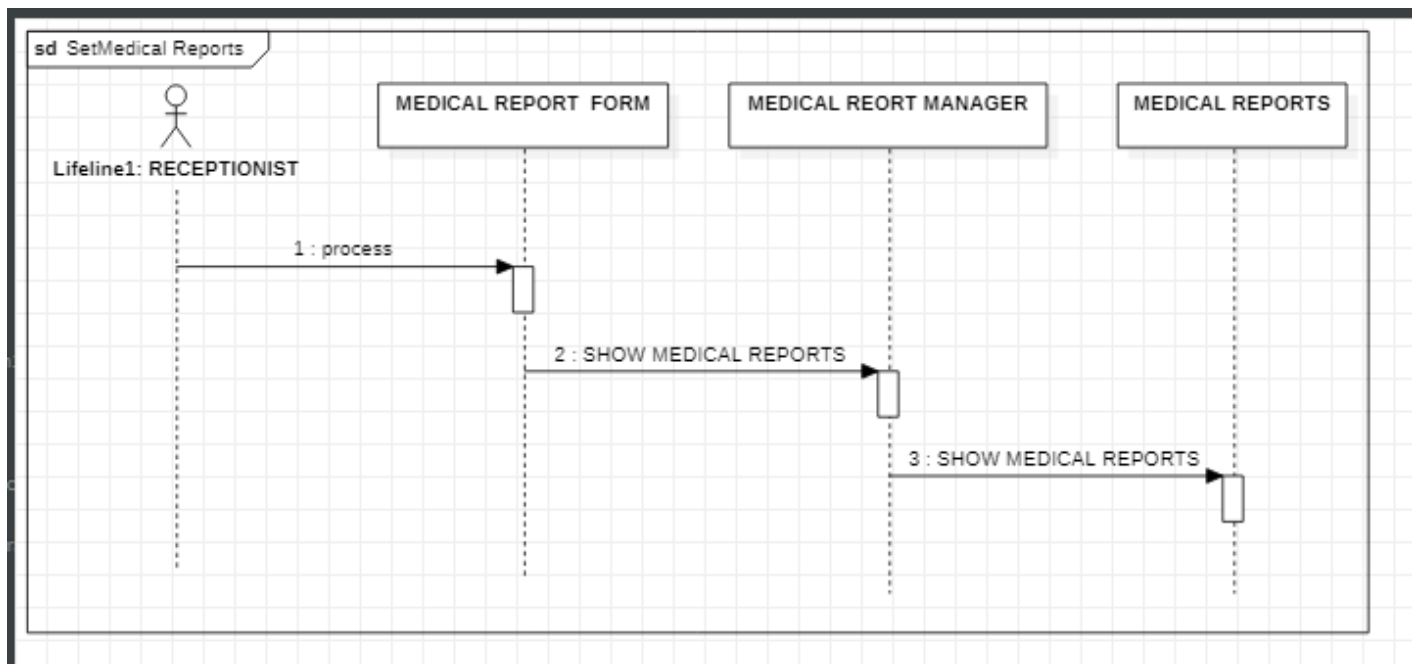 sd SetMedical Reports
MEDICAL REPORT FORM
MEDICAL REORT MANAGER
MEDICAL REPORTS
Lifeline1: RECEPTIONIST
1 : process
2 : SHOW MEDICAL REPORTS
3 : SHOW MEDICAL REPORTS